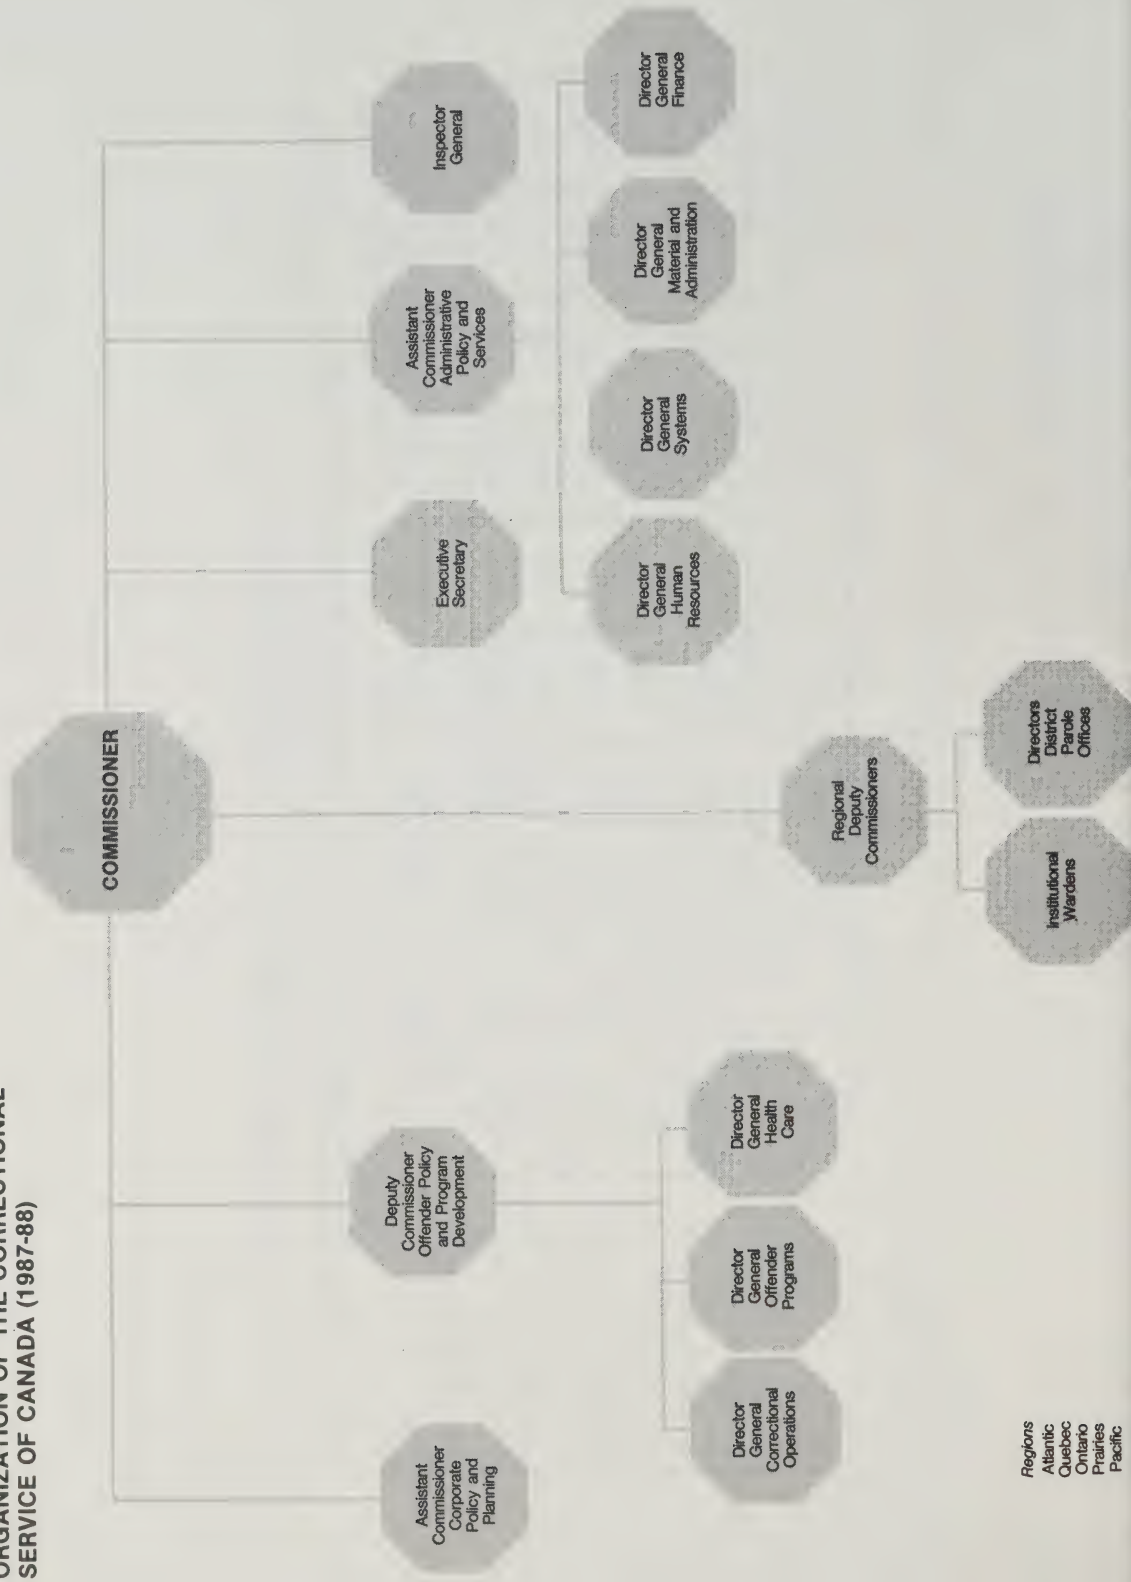 ORGANIZATION OF THE CORRECTIONAL
SERVICE OF CANADA (1987-88)
COMMISSIONER
Assistant
Commissioner
Corporate
Policy and
Planning
Deputy
Commissioner
Offender Policy
and Program
Development
Executive
Secretary
Assistant
Commissioner
Administrative
Policy and
Services
Inspector
General
Director
General
Correctional
Operations
Director
General
Offender
Programs
Director
General
Health
Care
Regional
Deputy
Commissioners
Director
General
Human
Resources
Director
General
Systems
Director
General
Material and
Administration
Director
General
Finance
Institutional
Wardens
Directors
District
Parole
Offices
Regions
Atlantic
Quebec
Ontario
Prairies
Pacific